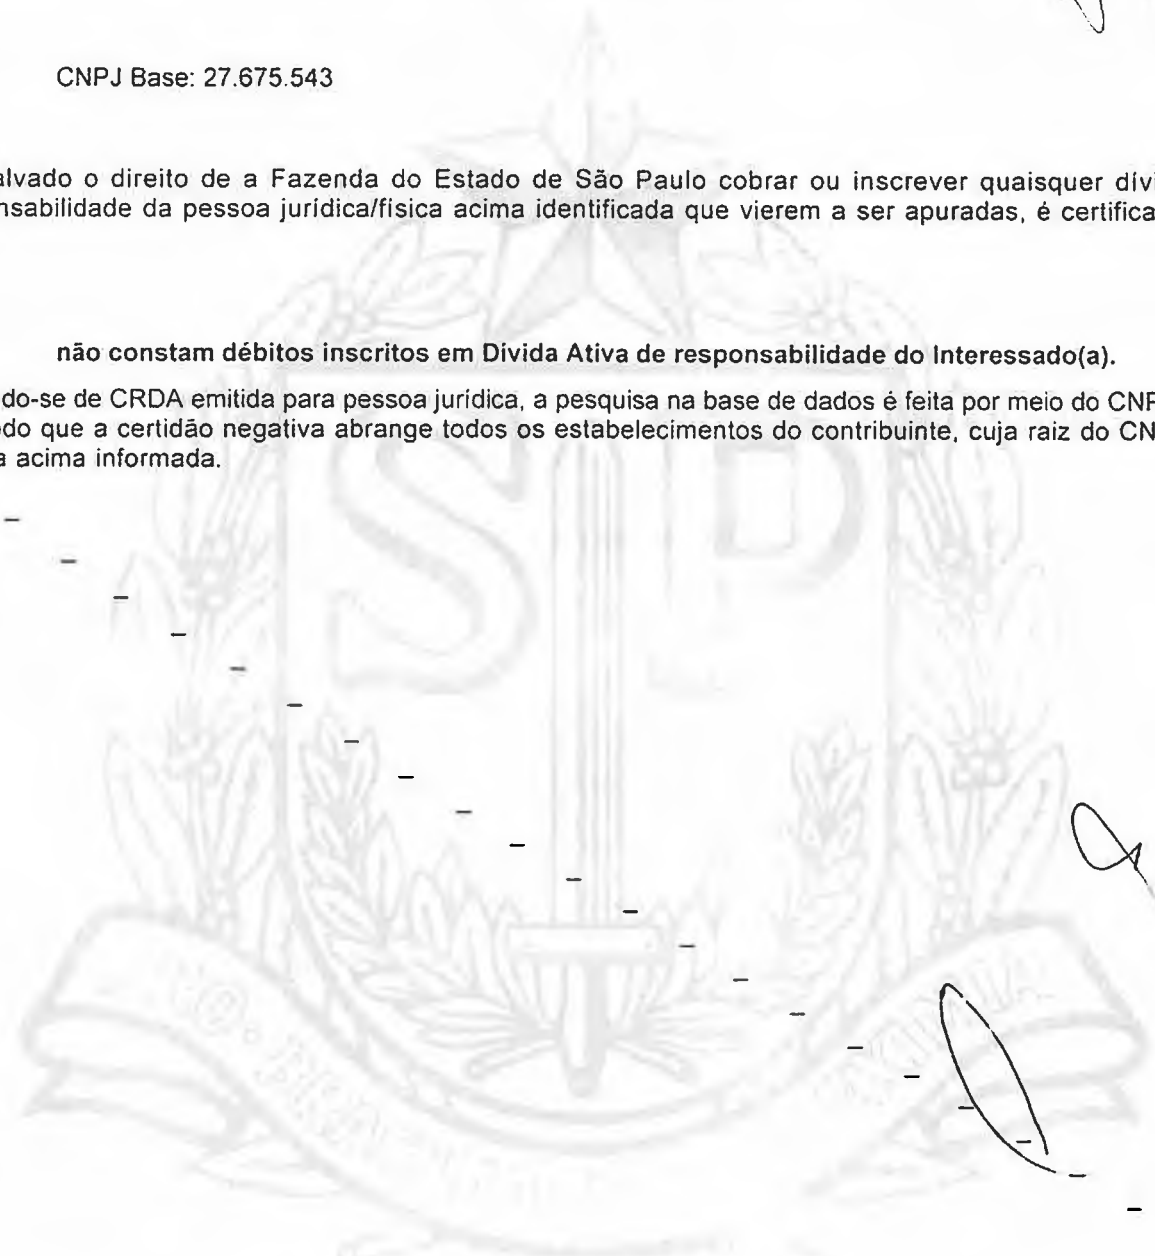 CNPJ Base: 27.675.543
alvado o direito de a Fazenda do Estado de São Paulo cobrar ou inscrever quaisquer dívi
nsabilidade da pessoa jurídica/física acima identificada que vierem a ser apuradas, é certifica
não constam débitos inscritos em Dívida Ativa de responsabilidade do Interessado(a).
do-se de CRDA emitida para pessoa jurídica, a pesquisa na base de dados é feita por meio do CNP
do que a certidão negativa abrange todos os estabelecimentos do contribuinte, cuja raiz do CN
a acima informada.
SP